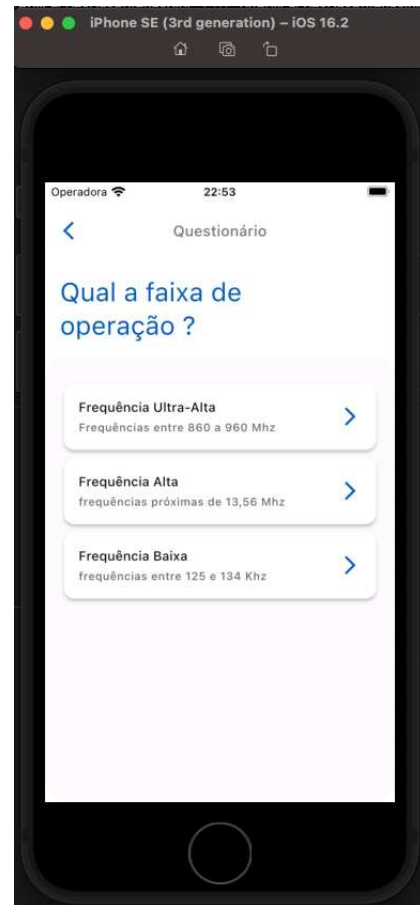 iPhone SE (3rd generation) – iOS 16.2
Operadora 22:53
Questionário
Qual a faixa de
operação ?
Frequência Ultra-Alta
Frequências entre 860 a 960 Mhz
Frequência Alta
frequências próximas de 13,56 Mhz
Frequência Baixa
frequências entre 125 e 134 Khz